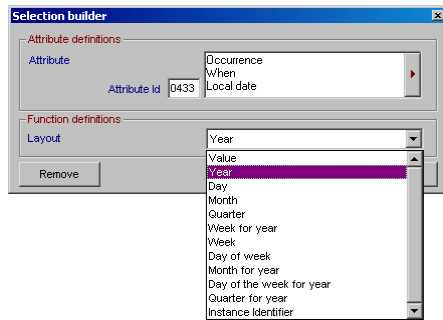 Selection builder
Attribute definitions
Attribute
Occurrence
When
Attribute Id 0433 Local date
Function definitions
Layout Year
Remove
Value
Year
Day
Month
Quarter
Week for year
Week
Day of week
Month for year
Day of the week for year
Quarter for year
Instance Identifier